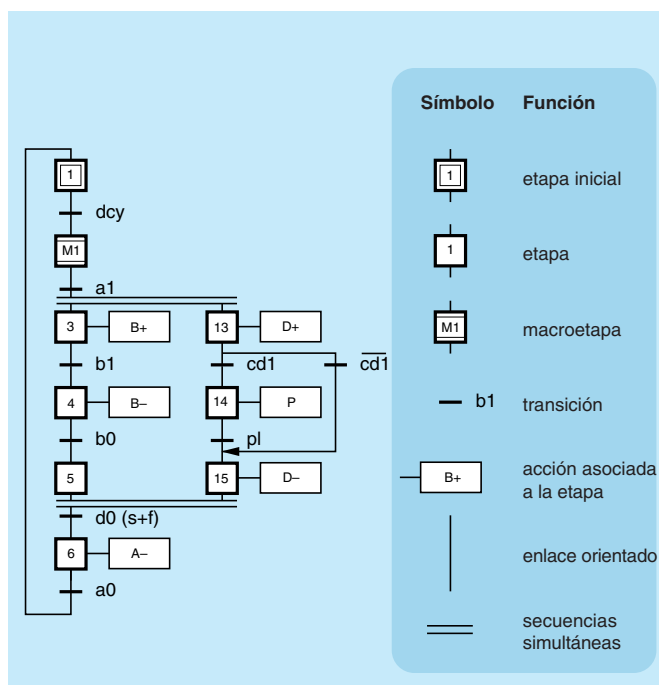 1
dcy
M1
a1
3 B+ 13 D+
b1 cd1 cd1
4 B– 14 P
b0 pl
5 15 D–
d0 (s+f)
6 A–
a0
Símbolo Función
1 etapa inicial
1 etapa
M1 macroetapa
b1 transición
B+ acción asociada
a la etapa
enlace orientado
secuencias
simultáneas